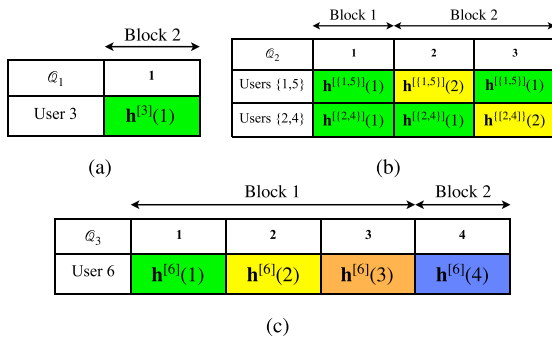 Block 2
𝒬₁ 1
User 3 h^{[3]}(1)
(a)
Block 1 Block 2
𝒬₂ 1 2 3
Users {1,5} h^{[{1,5}]}(1) h^{[{1,5}]}(2) h^{[{1,5}]}(1)
Users {2,4} h^{[{2,4}]}(1) h^{[{2,4}]}(1) h^{[{2,4}]}(2)
(b)
Block 1 Block 2
𝒬₃ 1 2 3 4
User 6 h^{[6]}(1) h^{[6]}(2) h^{[6]}(3) h^{[6]}(4)
(c)